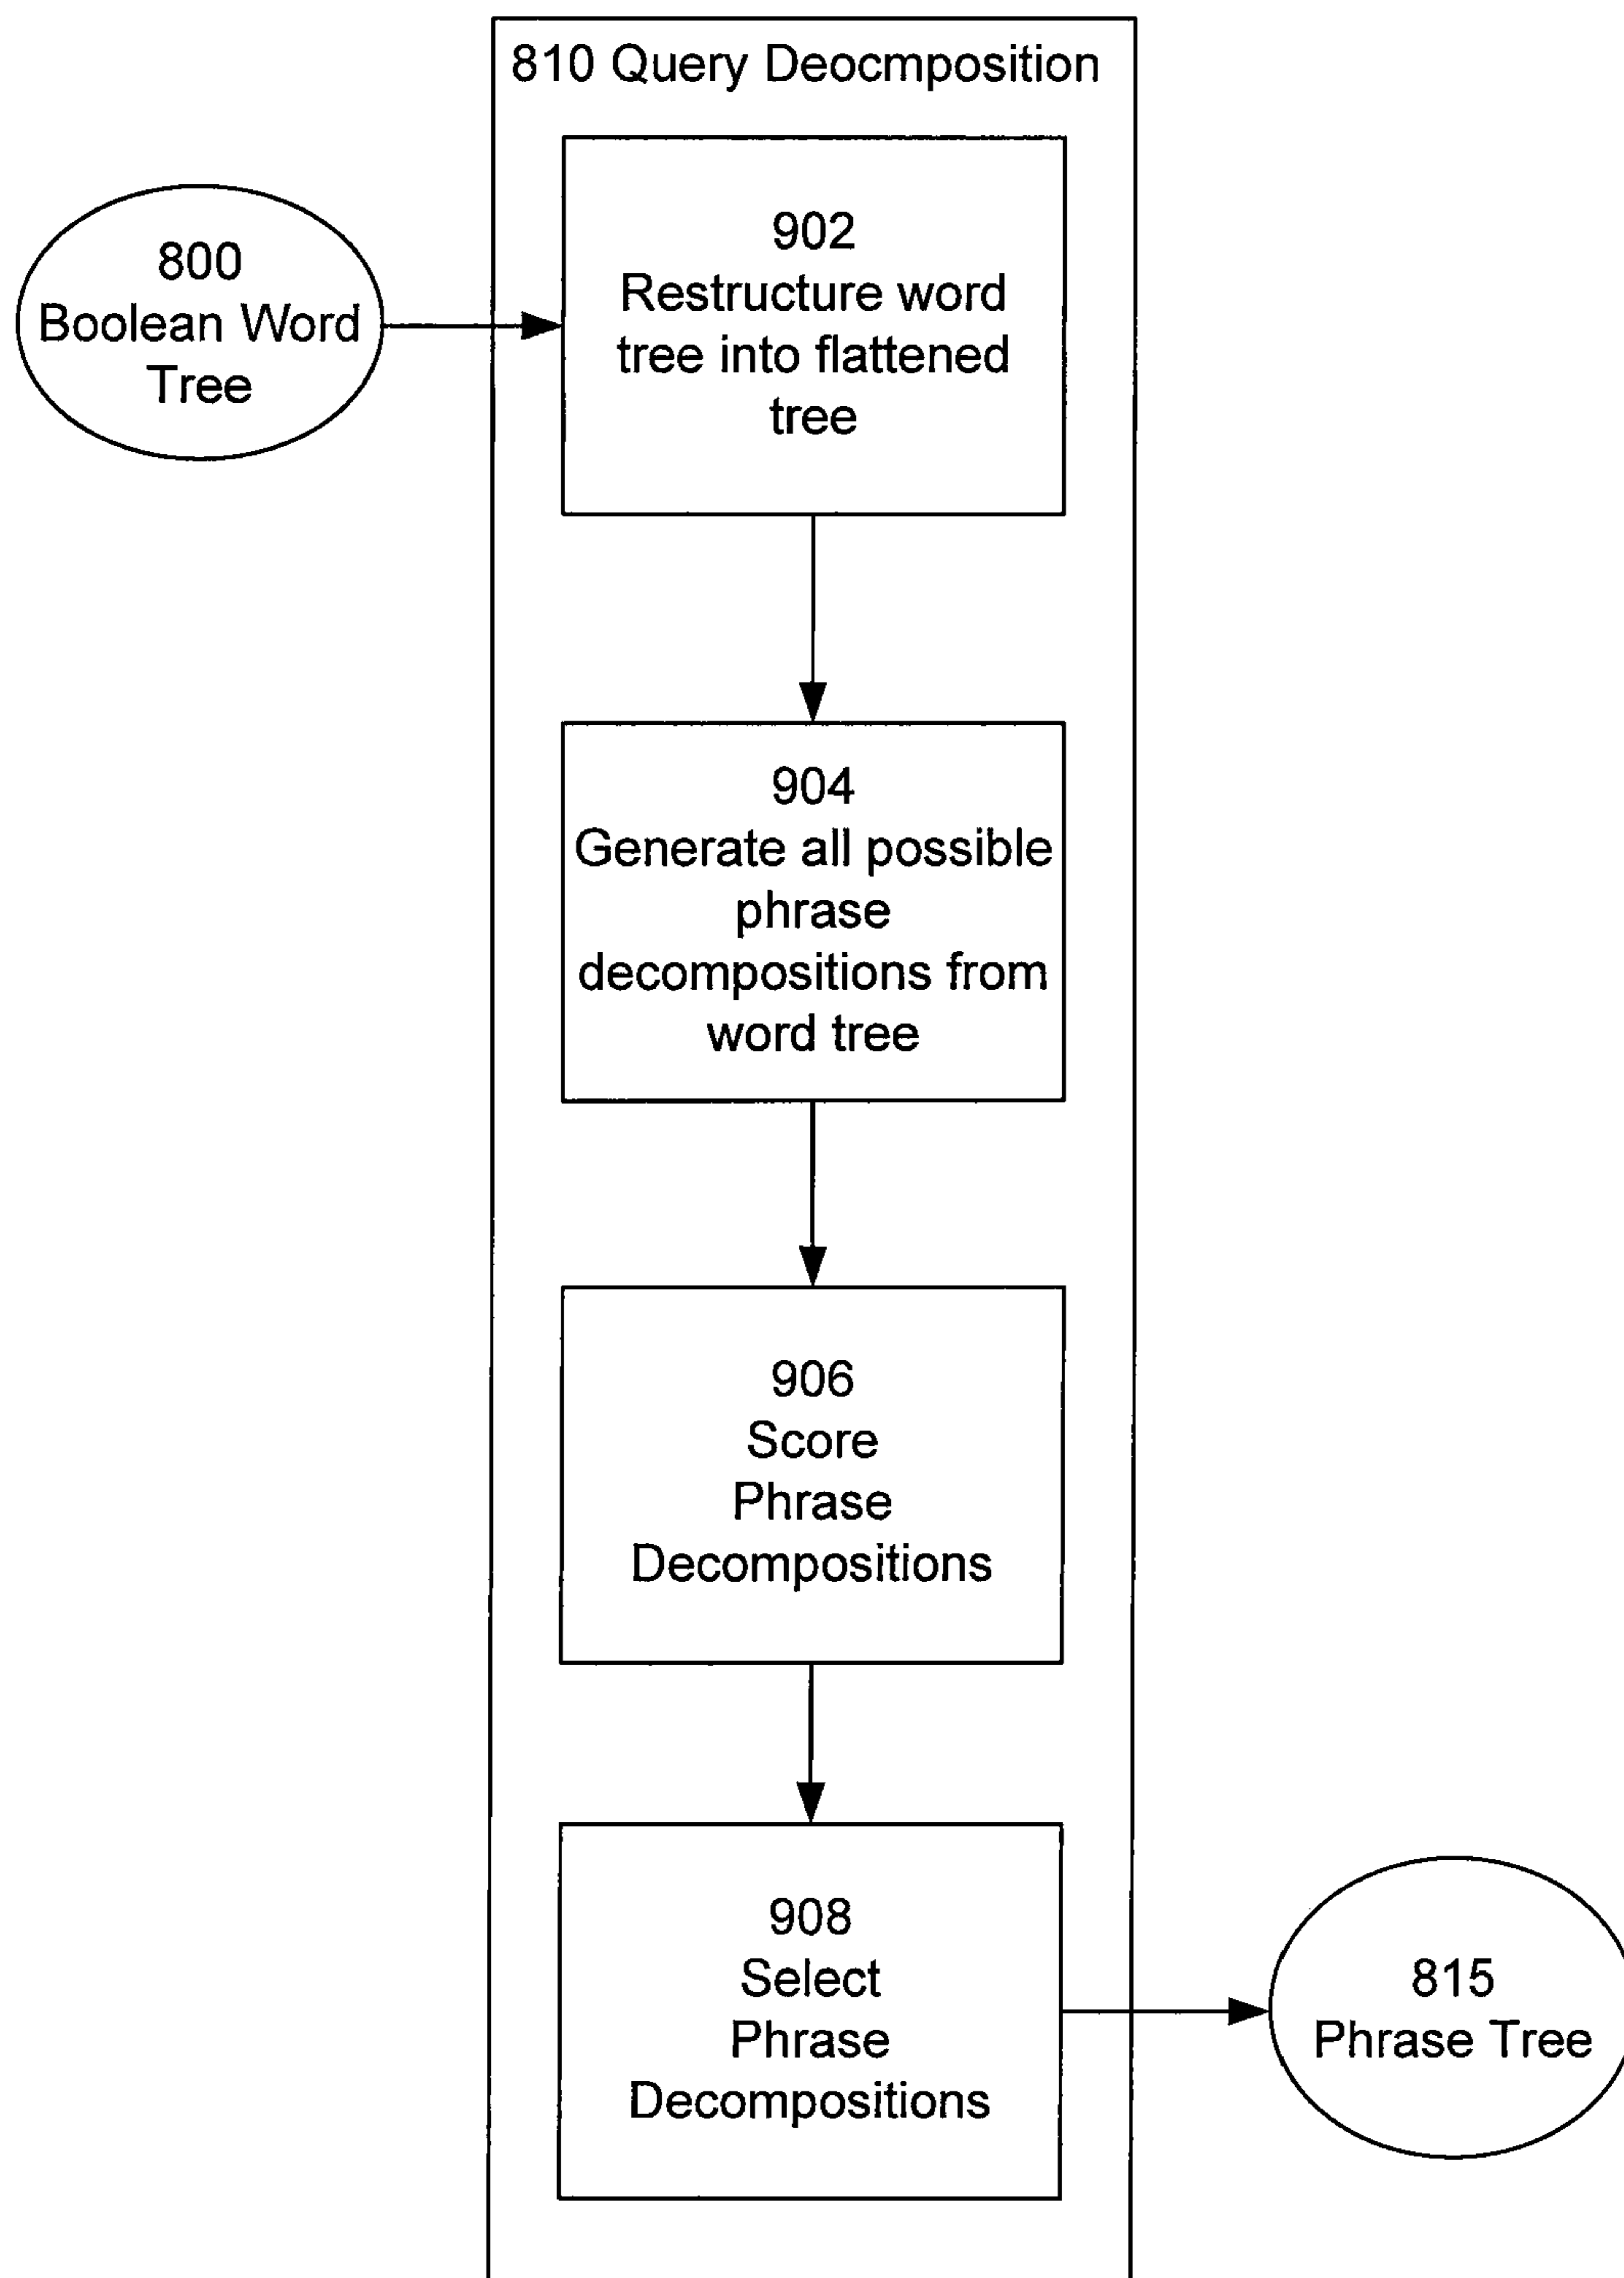 810 Query Deocmposition
800
Boolean Word
Tree
902
Restructure word
tree into flattened
tree
904
Generate all possible
phrase
decompositions from
word tree
906
Score
Phrase
Decompositions
908
Select
Phrase
Decompositions
815
Phrase Tree